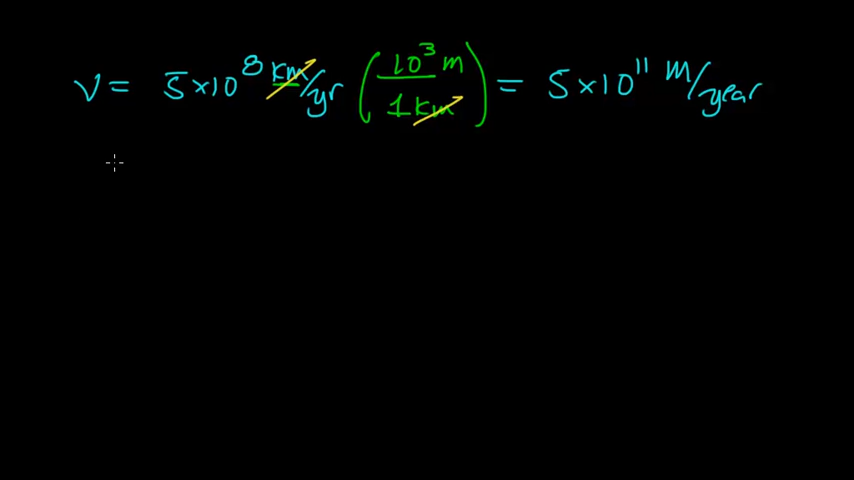 v = 5×10⁸ km/yr (10³ m / 1 km) = 5×10¹¹ m/year